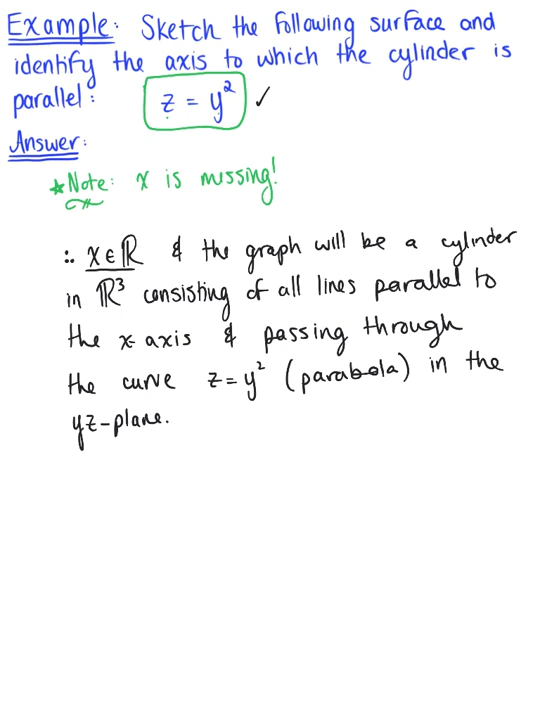 Example: Sketch the following surface and
identify the axis to which the cylinder is
parallel: z = y² ✓
Answer:
*Note: x is missing!
∴ x ∈ ℝ & the graph will be a cylinder
in ℝ³ consisting of all lines parallel to
the x-axis & passing through
the curve z = y² (parabola) in the
yz-plane.